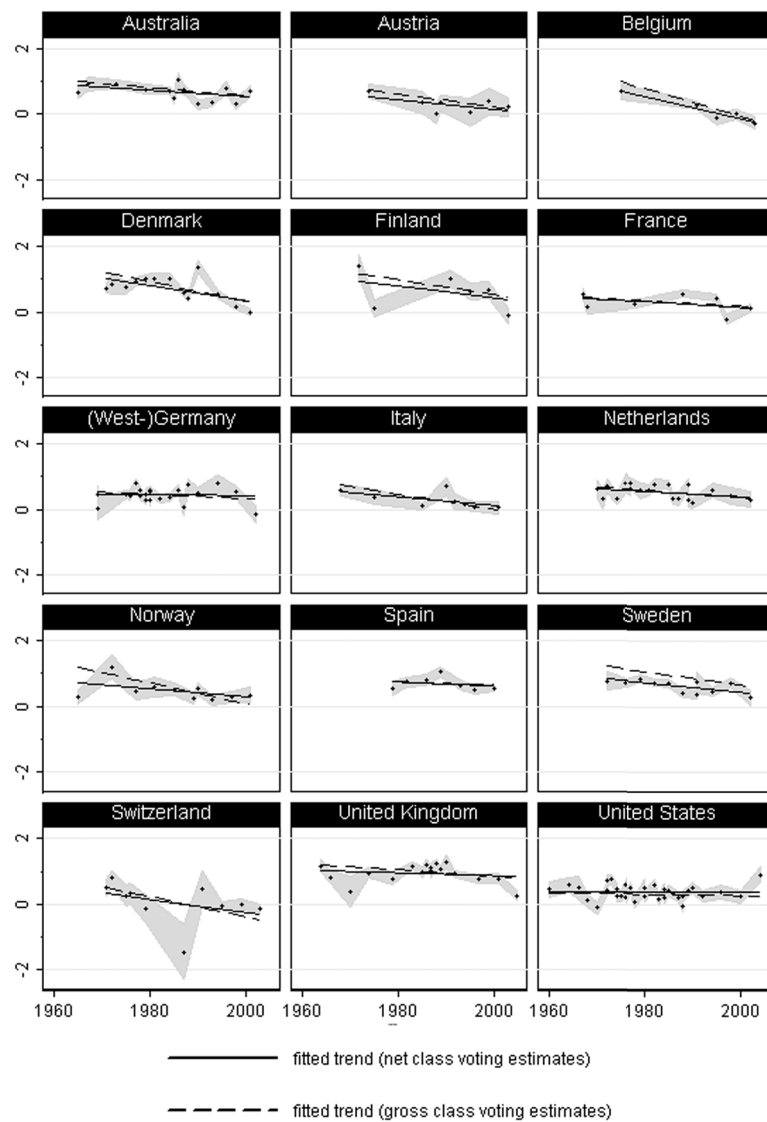 Australia Austria Belgium
2
0
-2
Denmark Finland France
2
0
-2
(West-)Germany Italy Netherlands
2
0
-2
Norway Spain Sweden
2
0
-2
Switzerland United Kingdom United States
2
0
-2
1960 1980 2000 1960 1980 2000 1960 1980 2000
fitted trend (net class voting estimates)
fitted trend (gross class voting estimates)